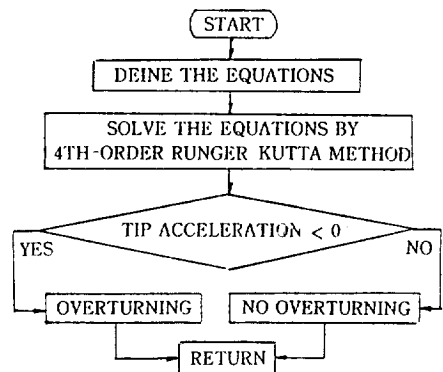 START
DEINE THE EQUATIONS
SOLVE THE EQUATIONS BY
4TH-ORDER RUNGER KUTTA METHOD
TIP ACCELERATION < 0
YES
NO
OVERTURNING
NO OVERTURNING
RETURN